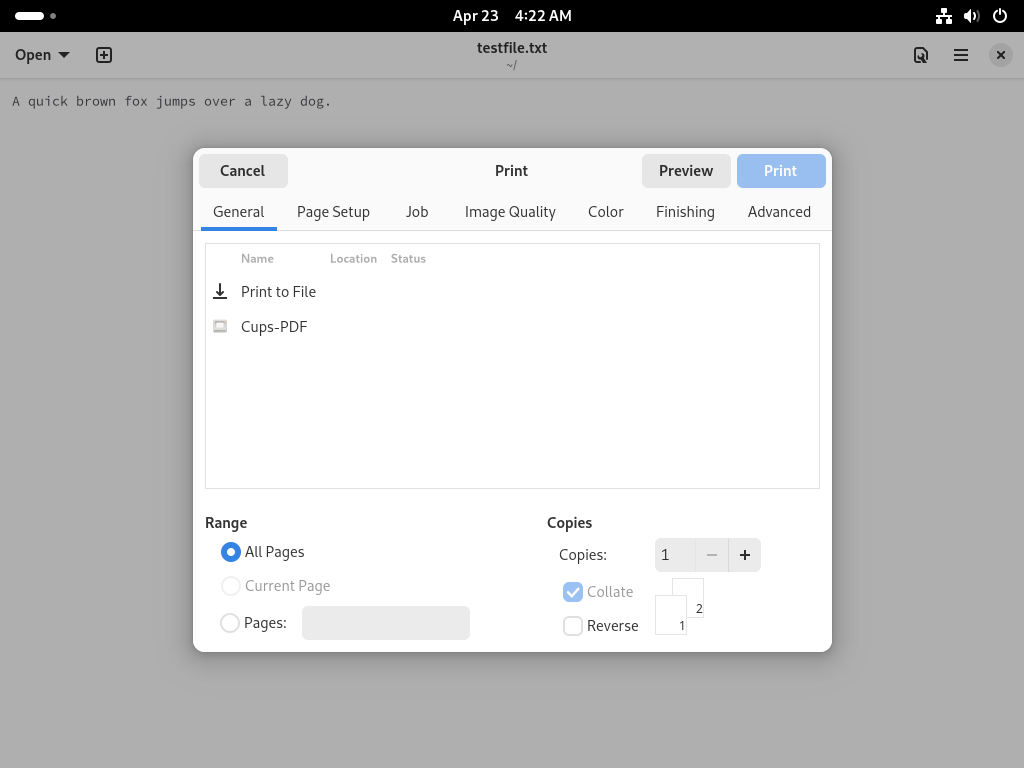 Apr 23 4:22 AM
Open
testfile.txt
~/
A quick brown fox jumps over a lazy dog.
Cancel Print Preview Print
General Page Setup Job Image Quality Color Finishing Advanced
Name Location Status
Print to File
Cups-PDF
Range
All Pages
Current Page
Pages:
Copies
Copies: 1
Collate
Reverse
2
1